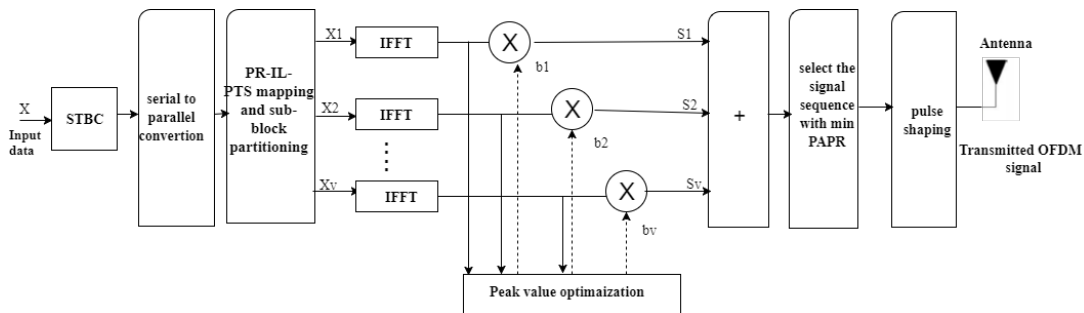 X
Input
data
STBC
serial to
parallel
convertion
PR-IL-
PTS mapping
and sub-
block
partitioning
X1
IFFT
X
b1
S1
X2
IFFT
X
b2
S2
Xv
IFFT
X
bv
Sv
Peak value optimaization
+
select the
signal
sequence
with min
PAPR
pulse
shaping
Antenna
Transmitted OFDM
signal